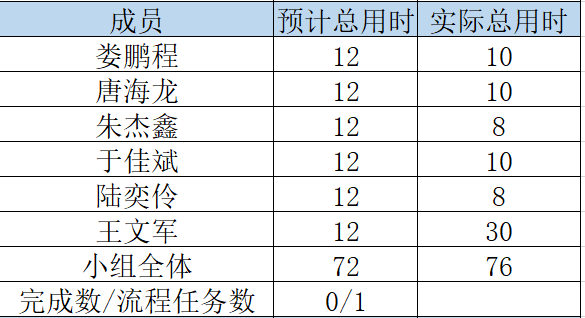 成员 预计总用时 实际总用时
娄鹏程 12 10
唐海龙 12 10
朱杰鑫 12 8
于佳斌 12 10
陆奕伶 12 8
王文军 12 30
小组全体 72 76
完成数/流程任务数 0/1